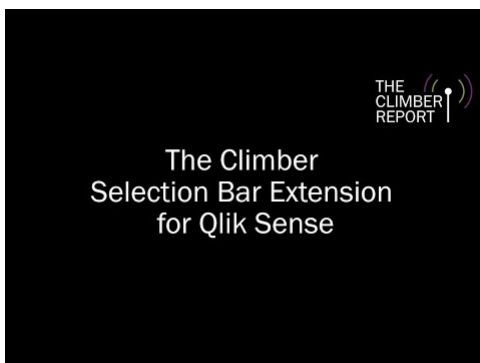 THE
CLIMBER
REPORT
The Climber
Selection Bar Extension
for Qlik Sense